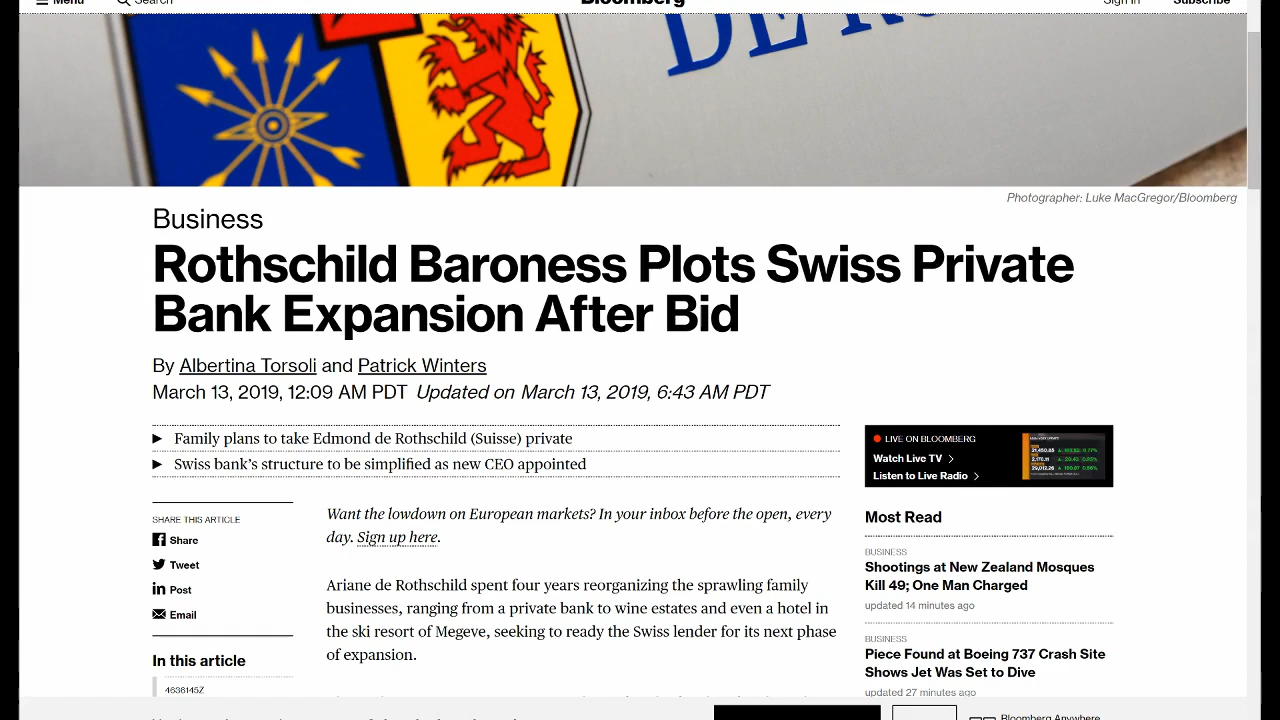 Menu
Search
Bloomberg
Sign In
Subscribe
DE RO
Photographer: Luke MacGregor/Bloomberg
Business
Rothschild Baroness Plots Swiss Private
Bank Expansion After Bid
By Albertina Torsoli and Patrick Winters
March 13, 2019, 12:09 AM PDT Updated on March 13, 2019, 6:43 AM PDT
► Family plans to take Edmond de Rothschild (Suisse) private
► Swiss bank's structure to be simplified as new CEO appointed
SHARE THIS ARTICLE
Share
Tweet
Post
Email
In this article
4636145Z
Want the lowdown on European markets? In your inbox before the open, every
day. Sign up here.
Ariane de Rothschild spent four years reorganizing the sprawling family
businesses, ranging from a private bank to wine estates and even a hotel in
the ski resort of Megeve, seeking to ready the Swiss lender for its next phase
of expansion.
LIVE ON BLOOMBERG
Watch Live TV >
Listen to Live Radio >
Most Read
BUSINESS
Shootings at New Zealand Mosques
Kill 49; One Man Charged
updated 14 minutes ago
BUSINESS
Piece Found at Boeing 737 Crash Site
Shows Jet Was Set to Dive
updated 27 minutes ago
Bloomberg Anywhere